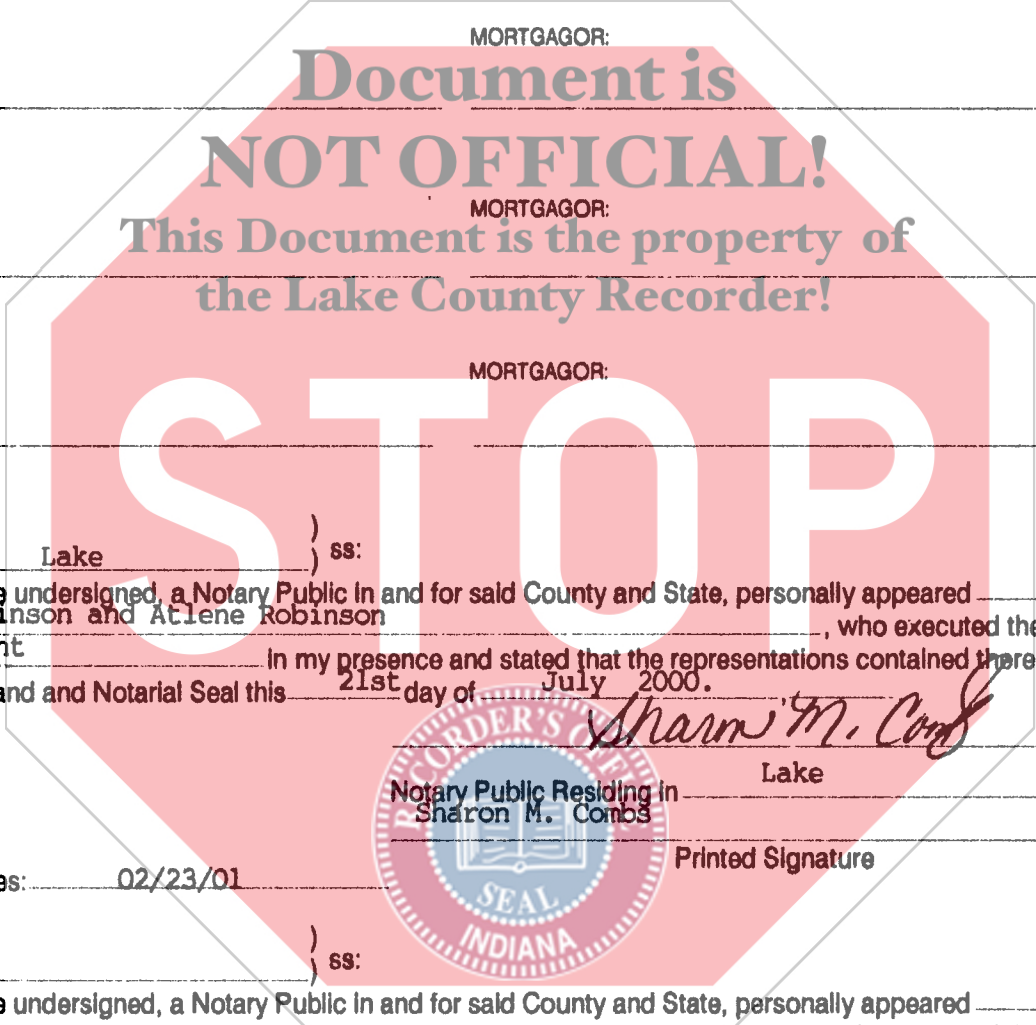 MORTGAGOR:
Document is
NOT OFFICIAL!
MORTGAGOR:
This Document is the property of
the Lake County Recorder!
MORTGAGOR:
STOP
)
Lake ) ss:
e undersigned, a Notary Public in and for said County and State, personally appeared
inson and Atlene Robinson
, who executed the
nt in my presence and stated that the representations contained there
and and Notarial Seal this 21st day of July 2000.
Sharon M. Combs
Lake
Notary Public Residing in
Sharon M. Combs
Printed Signature
es: 02/23/01
RECORDER'S OFFICE
SEAL
INDIANA
)
) ss:
e undersigned, a Notary Public in and for said County and State, personally appeared